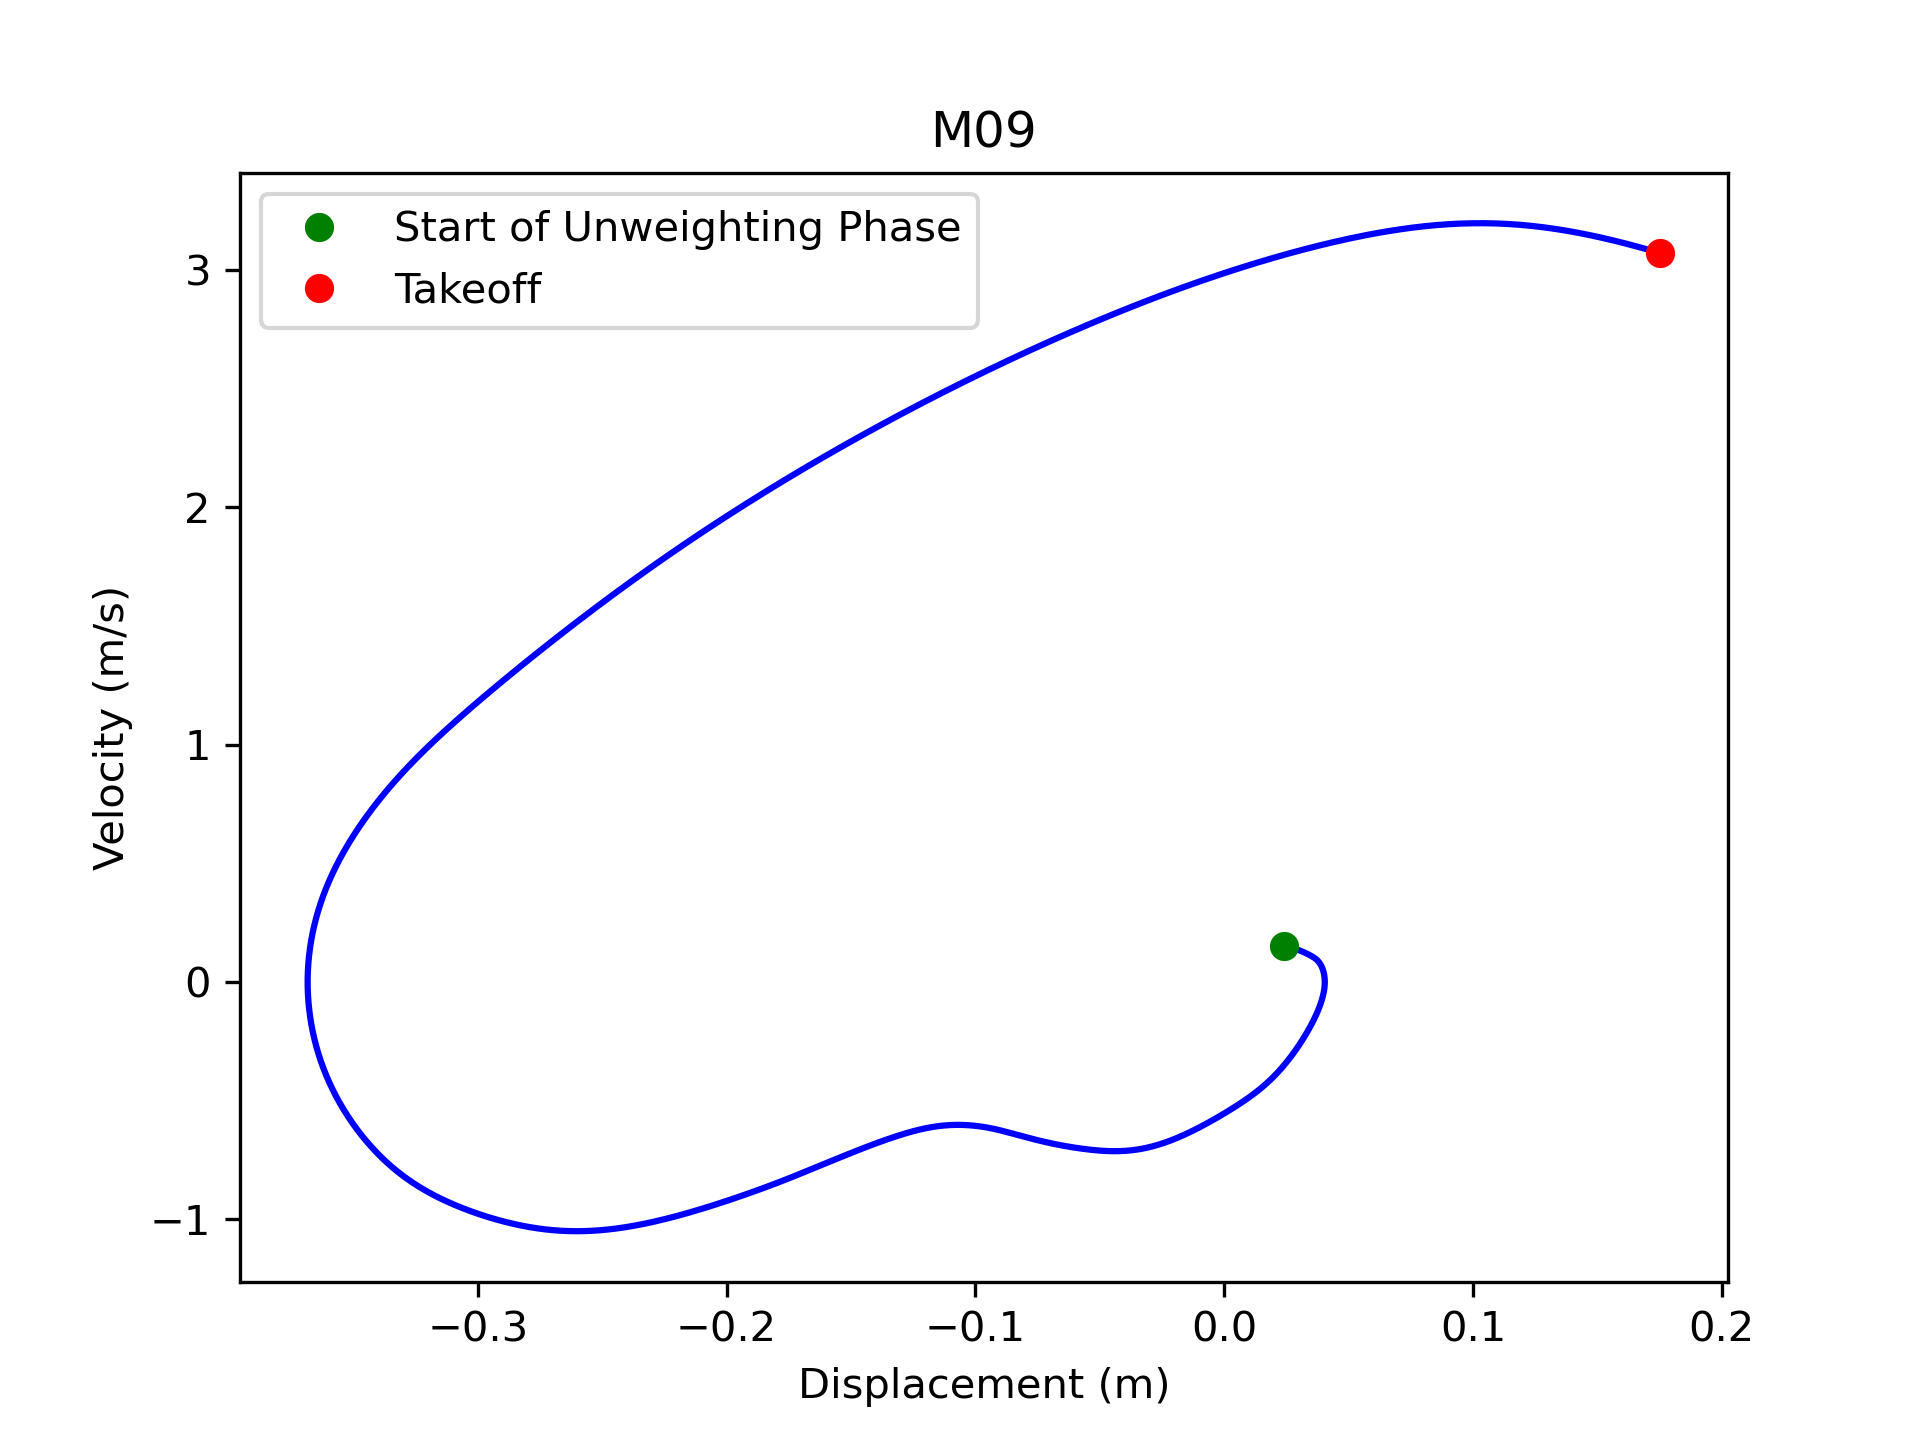 M09
Start of Unweighting Phase
Takeoff
3
2
1
0
−1
Velocity (m/s)
−0.3 −0.2 −0.1 0.0 0.1 0.2
Displacement (m)